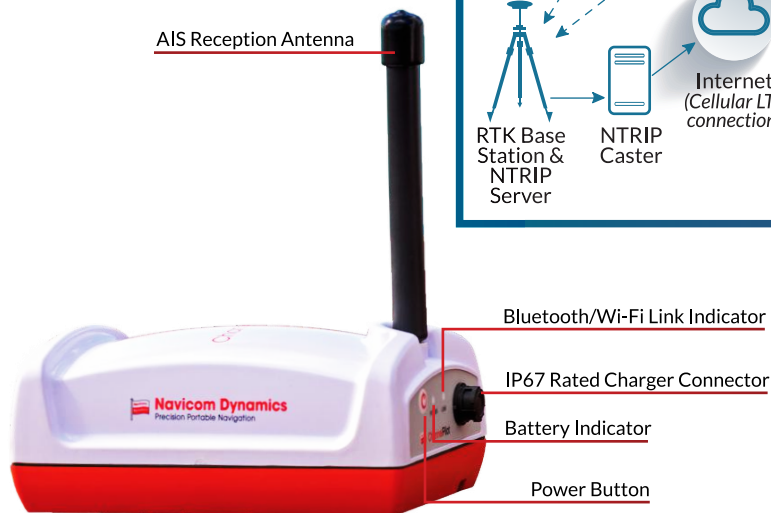 AIS Reception Antenna
RTK Base
Station &
NTRIP
Server
NTRIP
Caster
Internet
(Cellular LT
connection
Bluetooth/Wi-Fi Link Indicator
IP67 Rated Charger Connector
Battery Indicator
Power Button
Navicom Dynamics
Precision Portable Navigation